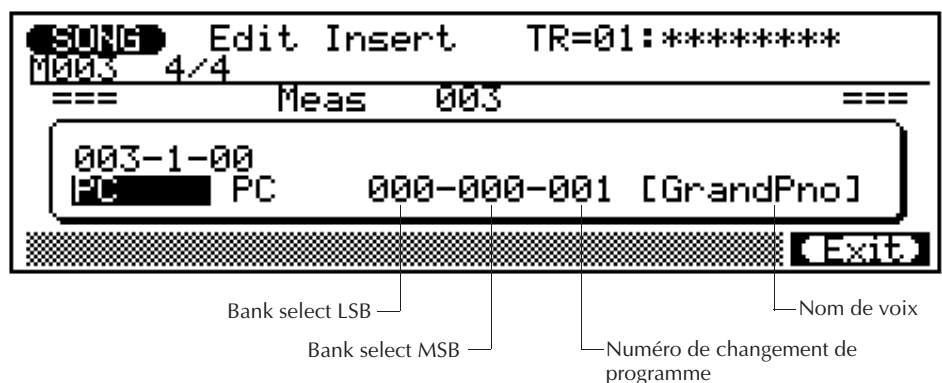 SONG Edit Insert TR=01:********
M003 4/4
=== Meas 003 ===
003-1-00
PC PC 000-000-001 [GrandPno]
Exit
Bank select LSB
Nom de voix
Bank select MSB
Numéro de changement de
programme